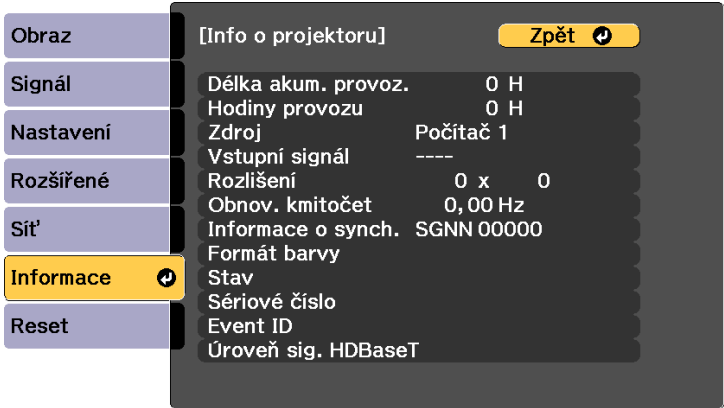 Obraz
Signál
Nastavení
Rozšířené
Síť
Informace
Reset
[Info o projektoru]
Zpět
Délka akum. provoz. 0 H
Hodiny provozu 0 H
Zdroj Počítač 1
Vstupní signál ----
Rozlišení 0 x 0
Obnov. kmitočet 0,00 Hz
Informace o synch. SGNN 00000
Formát barvy
Stav
Sériové číslo
Event ID
Úroveň sig. HDBaseT